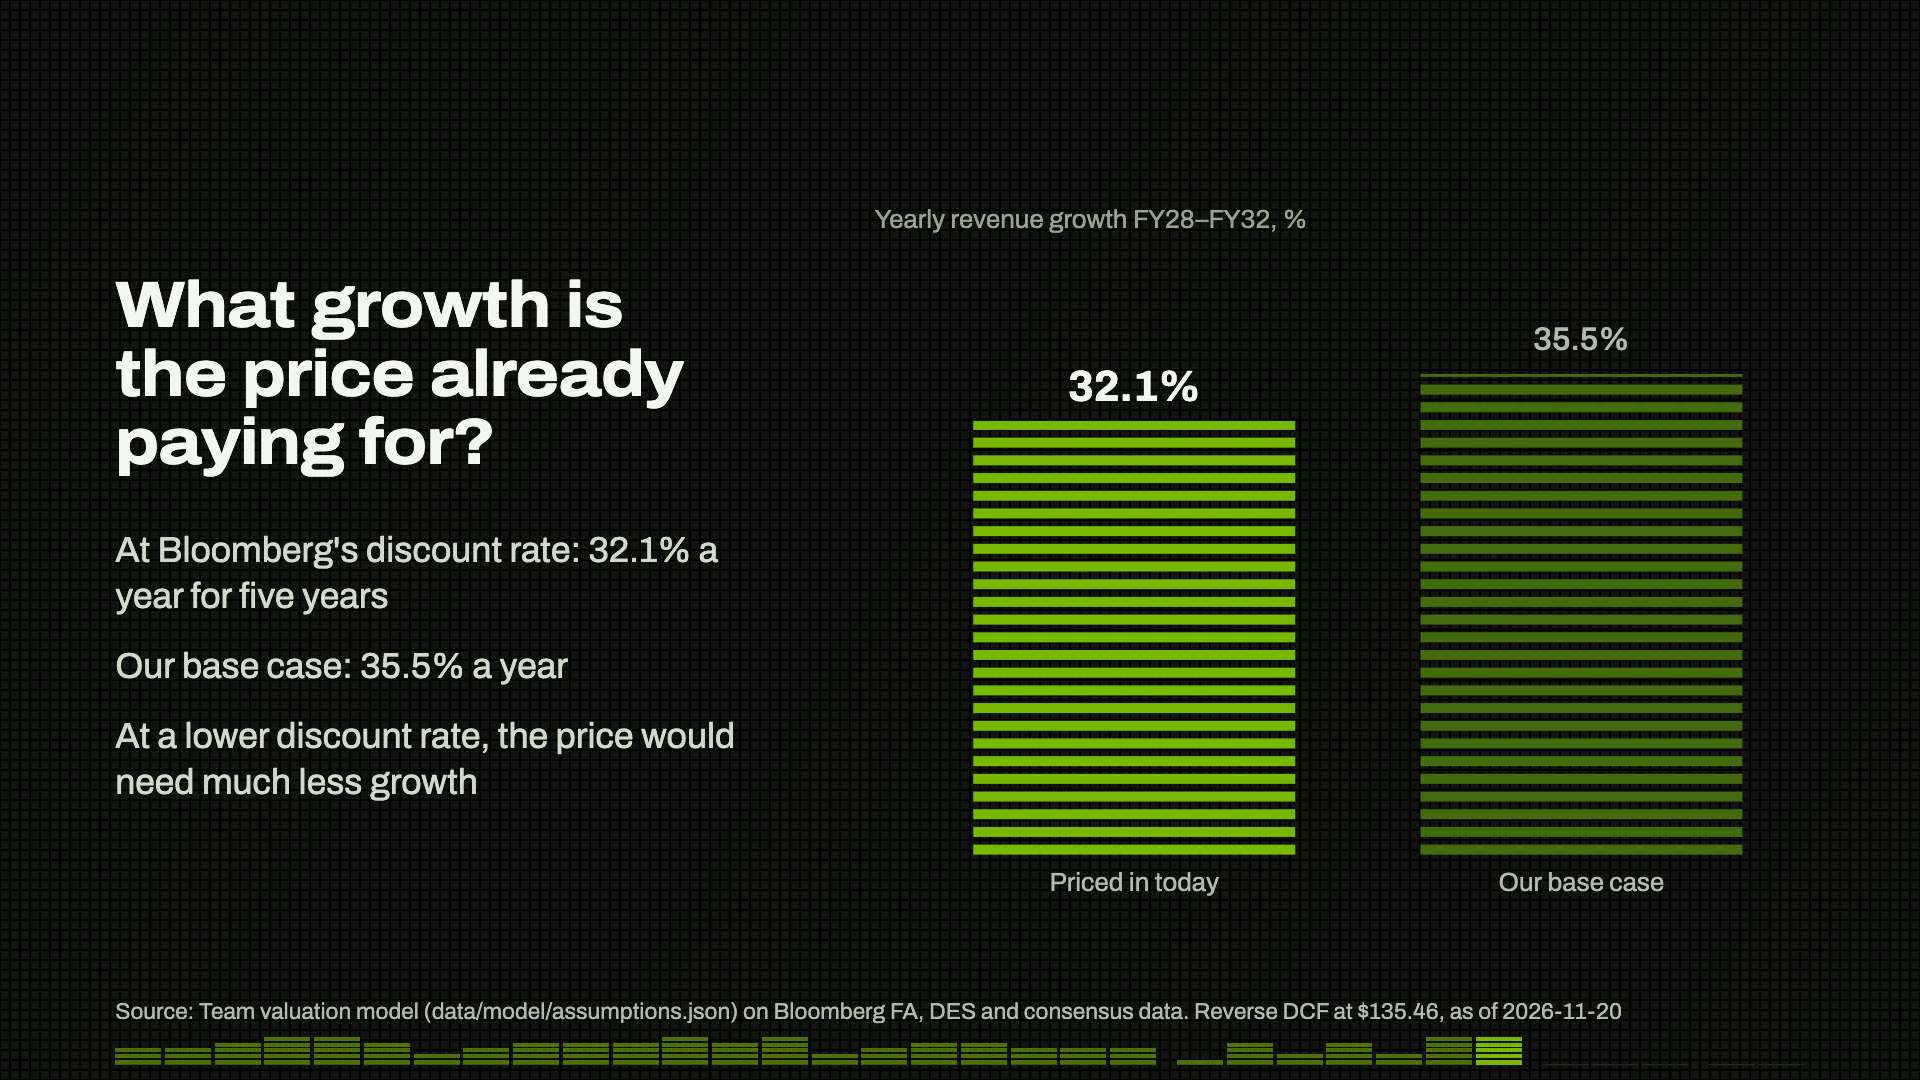 What growth is
the price already
paying for?
At Bloomberg's discount rate: 32.1% a
year for five years
Our base case: 35.5% a year
At a lower discount rate, the price would
need much less growth
Yearly revenue growth FY28–FY32, %
32.1%
35.5%
Priced in today
Our base case
Source: Team valuation model (data/model/assumptions.json) on Bloomberg FA, DES and consensus data. Reverse DCF at $135.46, as of 2026-11-20